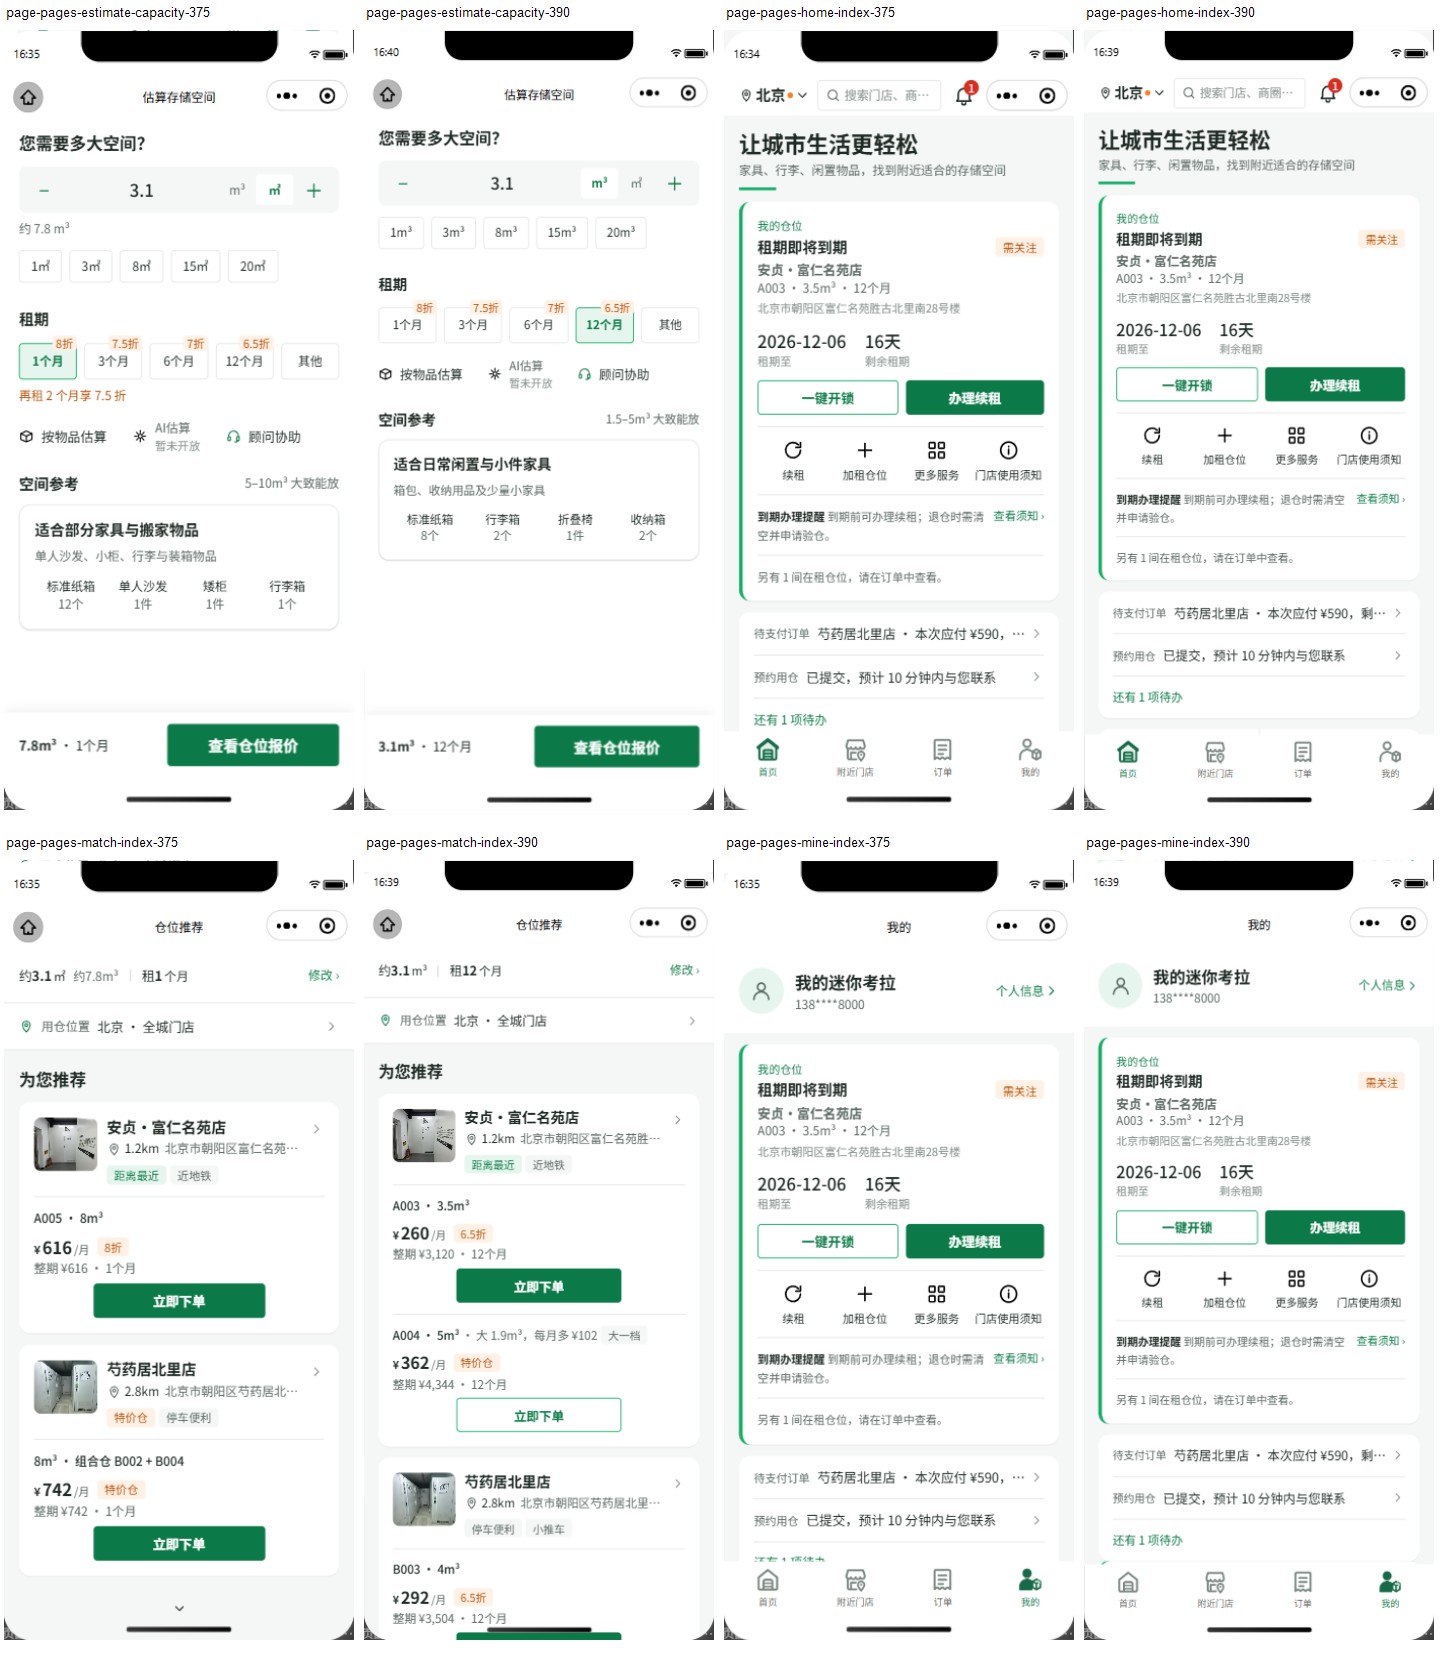 page-pages-estimate-capacity-375
16:35
估算存储空间
您需要多大空间?
− 3.1 m³ ㎡ +
约 7.8 m³
1㎡ 3㎡ 8㎡ 15㎡ 20㎡
租期
8折 7.5折 7折 6.5折
1个月 3个月 6个月 12个月 其他
再租 2 个月享 7.5 折
按物品估算 AI估算 顾问协助
暂未开放
空间参考 5–10m³ 大致能放
适合部分家具与搬家物品
单人沙发、小柜、行李与装箱物品
标准纸箱 单人沙发 矮柜 行李箱
12个 1件 1件 1个
7.8m³ · 1个月 查看仓位报价
page-pages-estimate-capacity-390
16:40
估算存储空间
您需要多大空间?
− 3.1 m³ ㎡ +
1m³ 3m³ 8m³ 15m³ 20m³
租期
8折 7.5折 7折 6.5折
1个月 3个月 6个月 12个月 其他
按物品估算 AI估算 顾问协助
暂未开放
空间参考 1.5–5m³ 大致能放
适合日常闲置与小件家具
箱包、收纳用品及少量小家具
标准纸箱 行李箱 折叠椅 收纳箱
8个 2个 1件 2个
3.1m³ · 12个月 查看仓位报价
page-pages-home-index-375
16:34
北京 搜索门店、商… 1
让城市生活更轻松
家具、行李、闲置物品，找到附近适合的存储空间
我的仓位
租期即将到期 需关注
安贞·富仁名苑店
A003 · 3.5m³ · 12个月
北京市朝阳区富仁名苑胜古北里南28号楼
2026-12-06 16天
租期至 剩余租期
一键开锁 办理续租
续租 加租仓位 更多服务 门店使用须知
到期办理提醒 到期前可办理续租；退仓时需清 查看须知 ›
空并申请验仓。
另有 1 间在租仓位，请在订单中查看。
待支付订单 芍药居北里店 · 本次应付 ¥590，…
预约用仓 已提交，预计 10 分钟内与您联系
还有 1 项待办
首页 附近门店 订单 我的
page-pages-home-index-390
16:39
北京 搜索门店、商圈… 1
让城市生活更轻松
家具、行李、闲置物品，找到附近适合的存储空间
我的仓位
租期即将到期 需关注
安贞·富仁名苑店
A003 · 3.5m³ · 12个月
北京市朝阳区富仁名苑胜古北里南28号楼
2026-12-06 16天
租期至 剩余租期
一键开锁 办理续租
续租 加租仓位 更多服务 门店使用须知
到期办理提醒 到期前可办理续租；退仓时需清空 查看须知 ›
并申请验仓。
另有 1 间在租仓位，请在订单中查看。
待支付订单 芍药居北里店 · 本次应付 ¥590，剩…
预约用仓 已提交，预计 10 分钟内与您联系
还有 1 项待办
首页 附近门店 订单 我的
page-pages-match-index-375
16:35
仓位推荐
约3.1㎡ 约7.8m³ 租1个月 修改 ›
用仓位置 北京 · 全城门店
为您推荐
安贞·富仁名苑店
1.2km 北京市朝阳区富仁名苑…
距离最近 近地铁
A005 · 8m³
¥616/月 8折
整期 ¥616 · 1个月
立即下单
芍药居北里店
2.8km 北京市朝阳区芍药居北…
特价仓 停车便利
8m³ · 组合仓 B002 + B004
¥742/月 特价仓
整期 ¥742 · 1个月
立即下单
page-pages-match-index-390
16:39
仓位推荐
约3.1m³ 租12个月 修改 ›
用仓位置 北京 · 全城门店
为您推荐
安贞·富仁名苑店
1.2km 北京市朝阳区富仁名苑胜…
距离最近 近地铁
A003 · 3.5m³
¥260/月 6.5折
整期 ¥3,120 · 12个月
立即下单
A004 · 5m³ · 大 1.9m³，每月多 ¥102 大一档
¥362/月 特价仓
整期 ¥4,344 · 12个月
立即下单
芍药居北里店
2.8km 北京市朝阳区芍药居北里…
停车便利 小推车
B003 · 4m³
¥292/月 6.5折
整期 ¥3,504 · 12个月
page-pages-mine-index-375
16:35
我的
我的迷你考拉
138****8000 个人信息
我的仓位
租期即将到期 需关注
安贞·富仁名苑店
A003 · 3.5m³ · 12个月
北京市朝阳区富仁名苑胜古北里南28号楼
2026-12-06 16天
租期至 剩余租期
一键开锁 办理续租
续租 加租仓位 更多服务 门店使用须知
到期办理提醒 到期前可办理续租；退仓时需清 查看须知 ›
空并申请验仓。
另有 1 间在租仓位，请在订单中查看。
待支付订单 芍药居北里店 · 本次应付 ¥590，…
预约用仓 已提交，预计 10 分钟内与您联系
还有 1 项待办
首页 附近门店 订单 我的
page-pages-mine-index-390
16:39
我的
我的迷你考拉
138****8000 个人信息
我的仓位
租期即将到期 需关注
安贞·富仁名苑店
A003 · 3.5m³ · 12个月
北京市朝阳区富仁名苑胜古北里南28号楼
2026-12-06 16天
租期至 剩余租期
一键开锁 办理续租
续租 加租仓位 更多服务 门店使用须知
到期办理提醒 到期前可办理续租；退仓时需清空 查看须知 ›
并申请验仓。
另有 1 间在租仓位，请在订单中查看。
待支付订单 芍药居北里店 · 本次应付 ¥590，剩…
预约用仓 已提交，预计 10 分钟内与您联系
还有 1 项待办
首页 附近门店 订单 我的